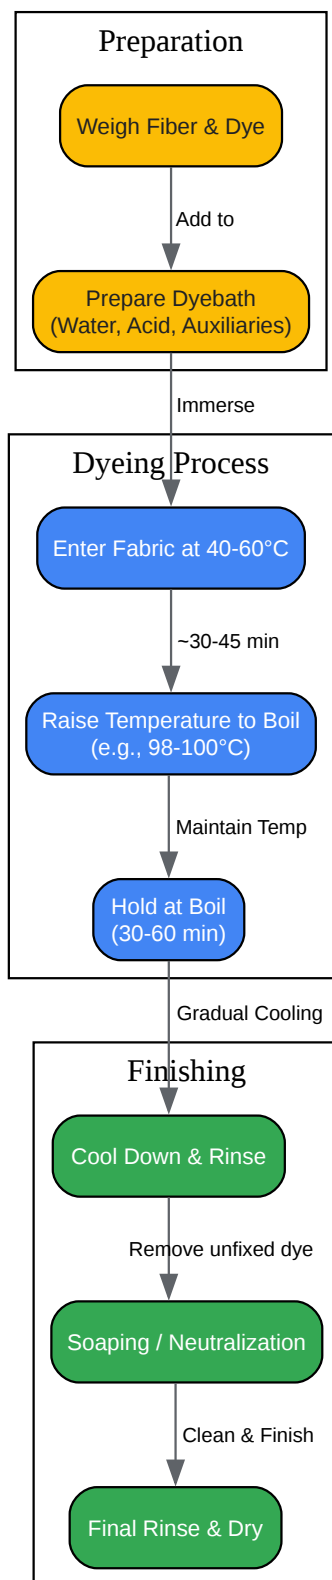 Preparation
Weigh Fiber & Dye
Add to
Prepare Dyebath
(Water, Acid, Auxiliaries)
Immerse
Dyeing Process
Enter Fabric at 40-60°C
~30-45 min
Raise Temperature to Boil
(e.g., 98-100°C)
Maintain Temp
Hold at Boil
(30-60 min)
Gradual Cooling
Finishing
Cool Down & Rinse
Remove unfixed dye
Soaping / Neutralization
Clean & Finish
Final Rinse & Dry